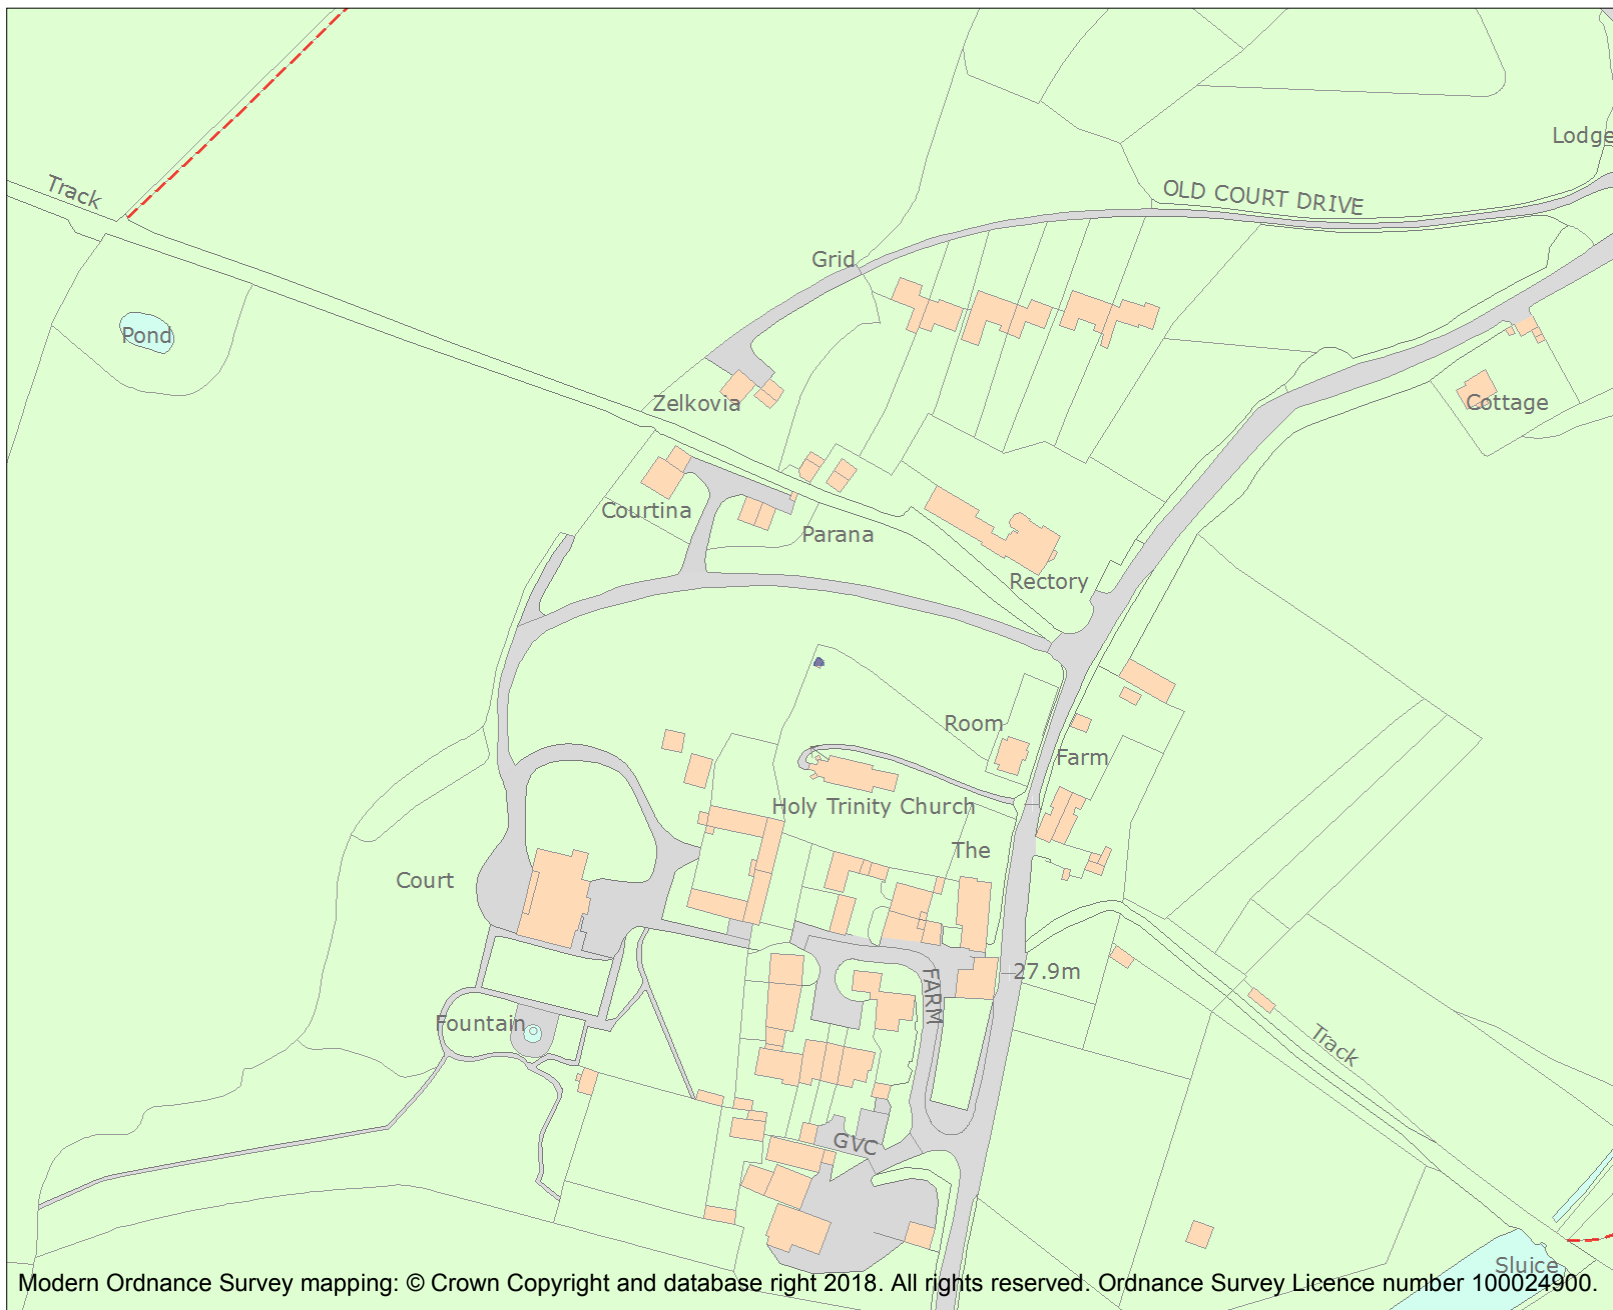 Lodge
Track
OLD COURT DRIVE
Grid
Pond
Zelkovia
Cottage
Courtina
Parana
Rectory
Room
Farm
Holy Trinity Church
The
Court
27.9m
FARM
Fountain
Track
GVC
Sluice
Modern Ordnance Survey mapping: © Crown Copyright and database right 2018. All rights reserved. Ordnance Survey Licence number 100024900.